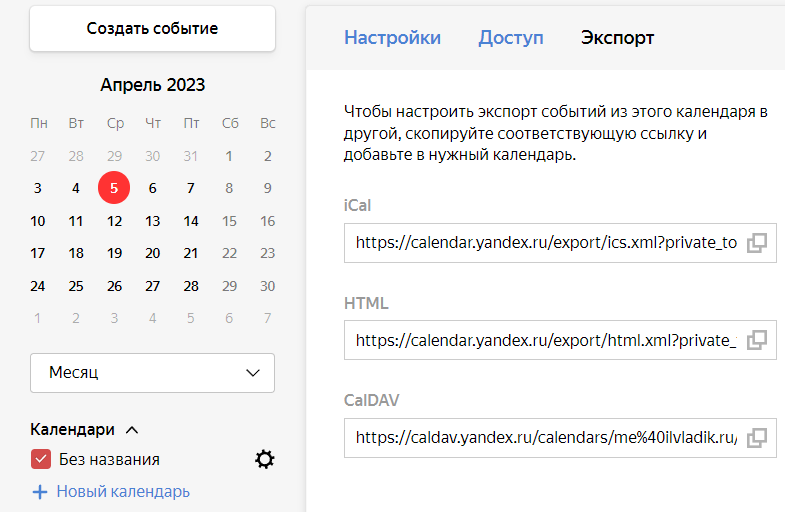 Создать событие
Апрель 2023
Пн Вт Ср Чт Пт Сб Вс
27 28 29 30 31 1 2
3 4 5 6 7 8 9
10 11 12 13 14 15 16
17 18 19 20 21 22 23
24 25 26 27 28 29 30
1 2 3 4 5 6 7
Месяц
Календари
Без названия
Новый календарь
Настройки Доступ Экспорт
Чтобы настроить экспорт событий из этого календаря в
другой, скопируйте соответствующую ссылку и
добавьте в нужный календарь.
iCal
https://calendar.yandex.ru/export/ics.xml?private_to
HTML
https://calendar.yandex.ru/export/html.xml?private_
CalDAV
https://caldav.yandex.ru/calendars/me%40ilvladik.ru/